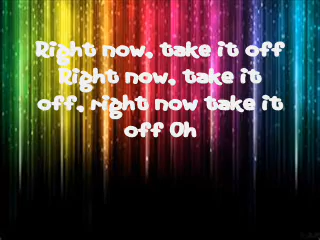 Right now, take it off
Right now, take it
off, right now take it
off Oh